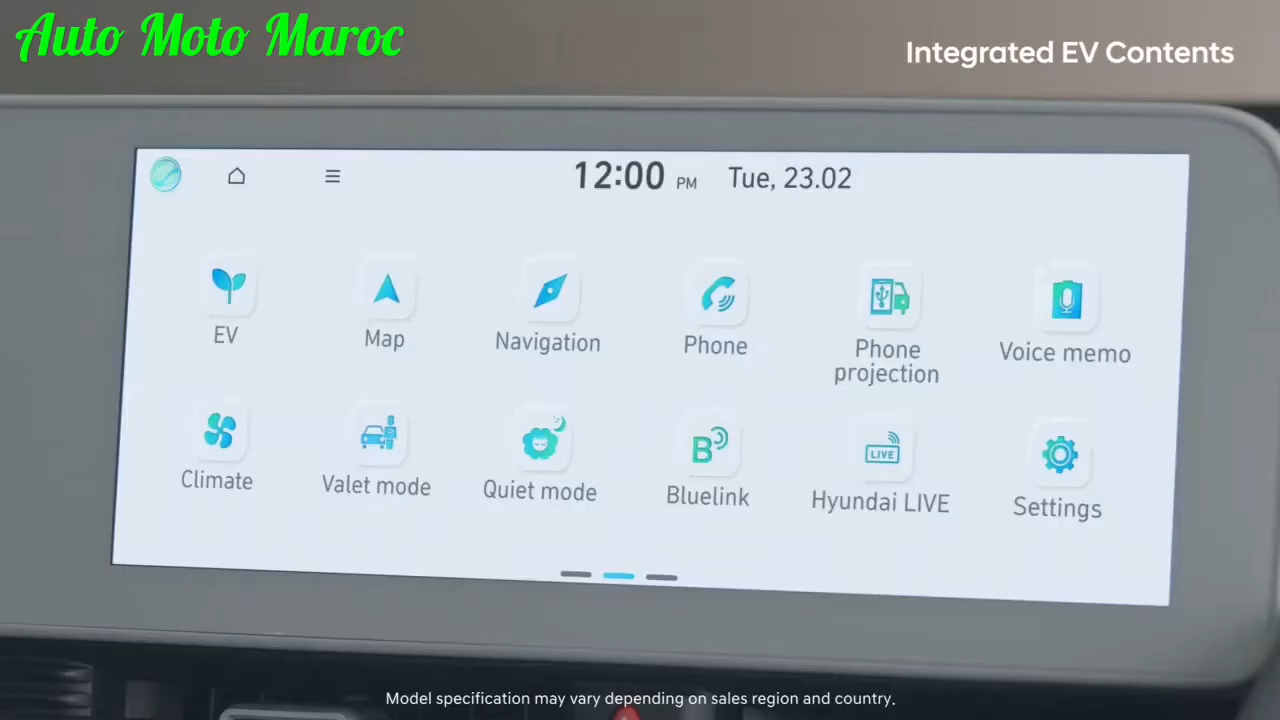 Auto Moto Maroc
Integrated EV Contents
12:00 PM Tue, 23.02
EV
Map
Navigation
Phone
Phone
projection
Voice memo
Climate
Valet mode
Quiet mode
B
Bluelink
LIVE
Hyundai LIVE
Settings
Model specification may vary depending on sales region and country.